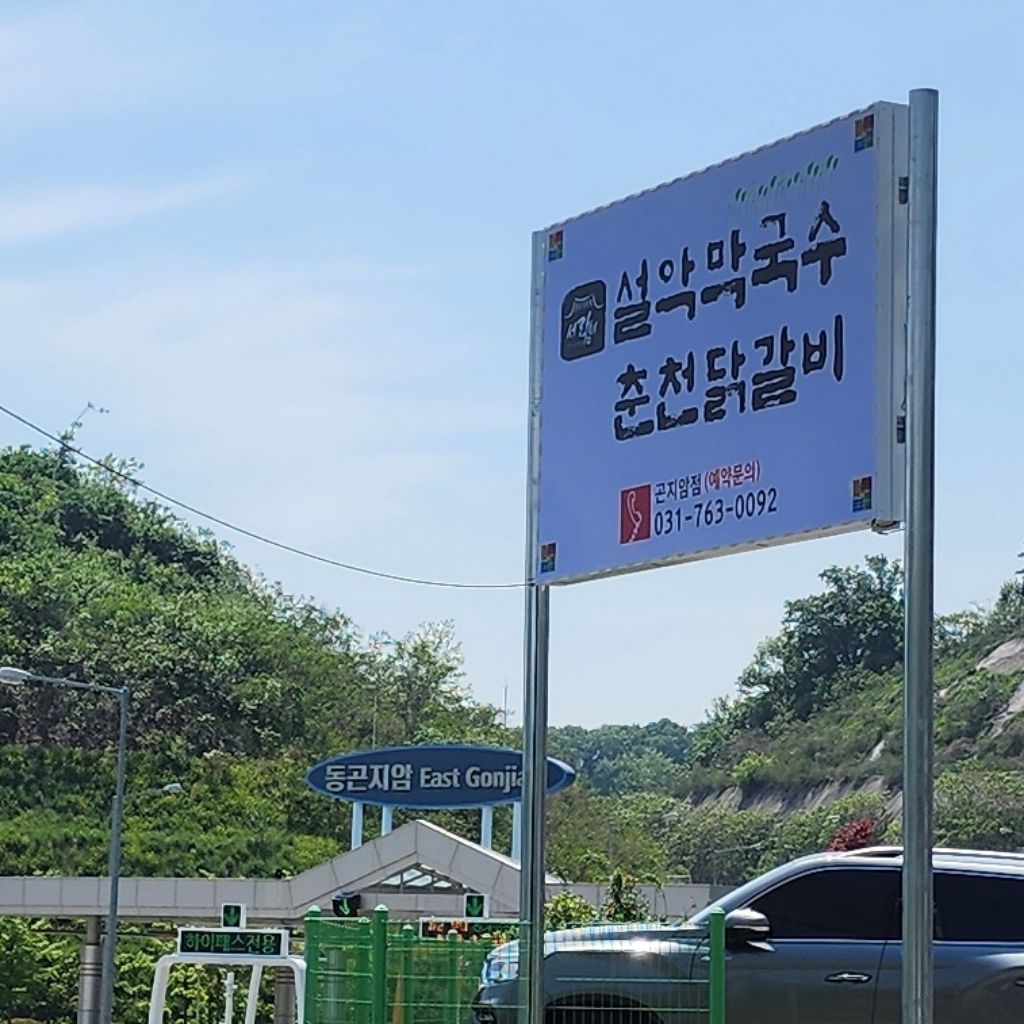 설악막국수
춘천닭갈비
곤지암점 (예약문의)
031-763-0092
동곤지암 East Gonjia
하이패스전용